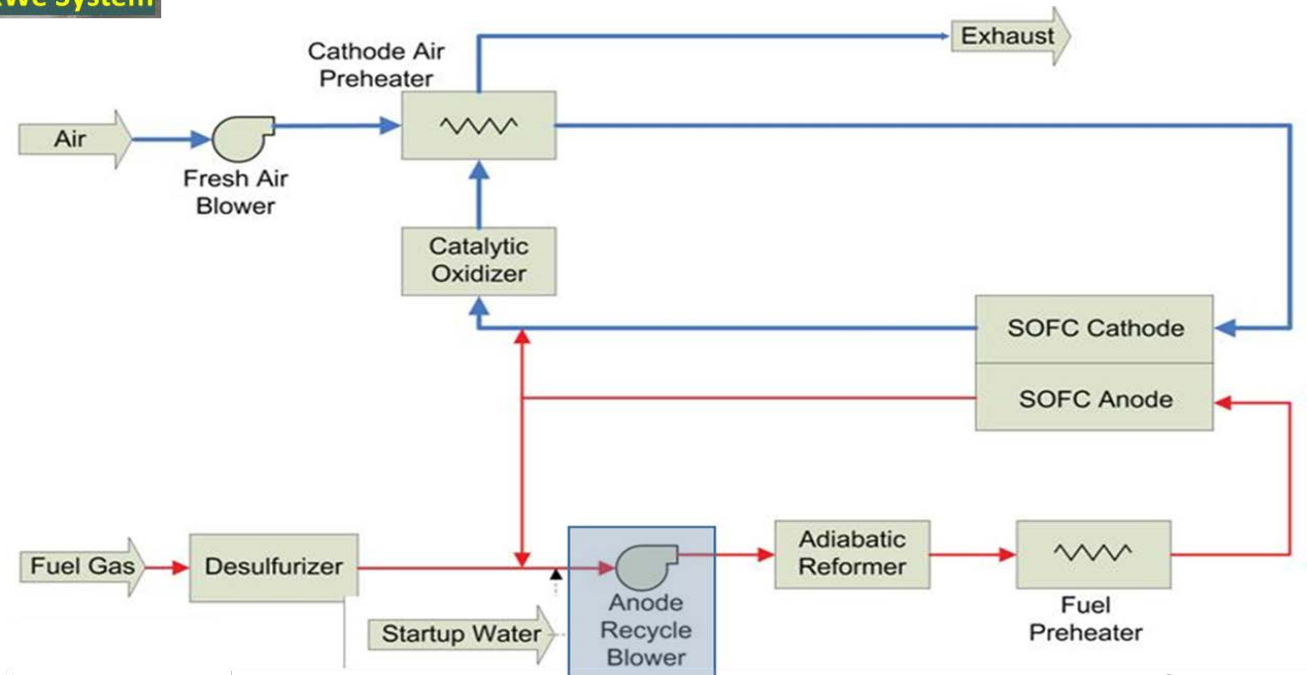 System
Cathode Air
Preheater
Exhaust
Air
Fresh Air
Blower
Catalytic
Oxidizer
SOFC Cathode
SOFC Anode
Fuel Gas
Desulfurizer
Startup Water
Anode
Recycle
Blower
Adiabatic
Reformer
Fuel
Preheater